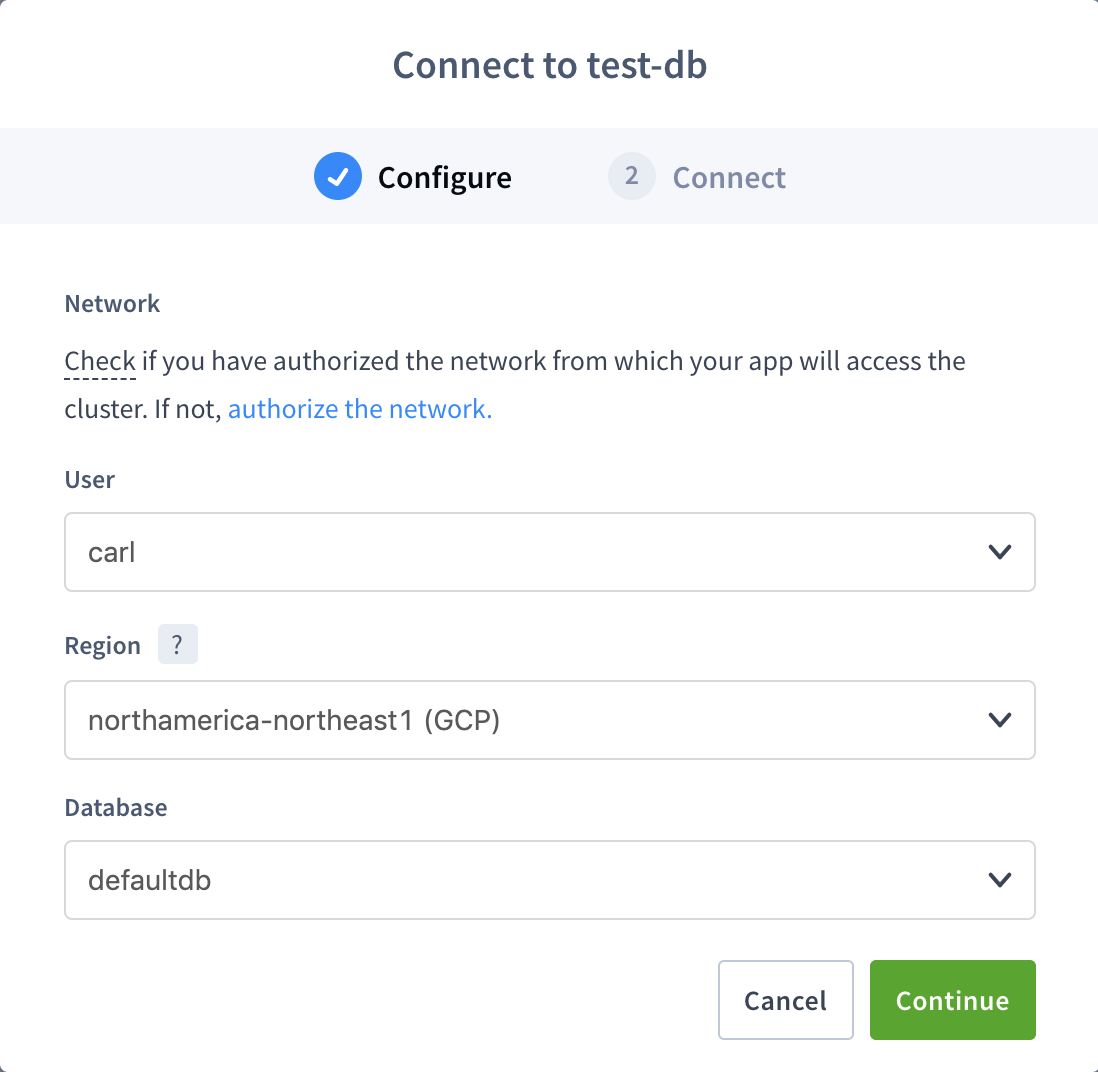 Connect to test-db
Configure
2 Connect
Network
Check if you have authorized the network from which your app will access the
cluster. If not, authorize the network.
User
carl
Region ?
northamerica-northeast1 (GCP)
Database
defaultdb
Cancel Continue